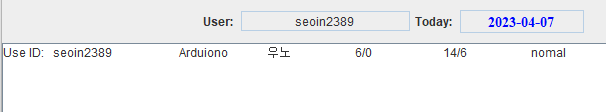 User: seoin2389 Today: 2023-04-07
Use ID: seoin2389 Arduiono 우노 6/0 14/6 nomal